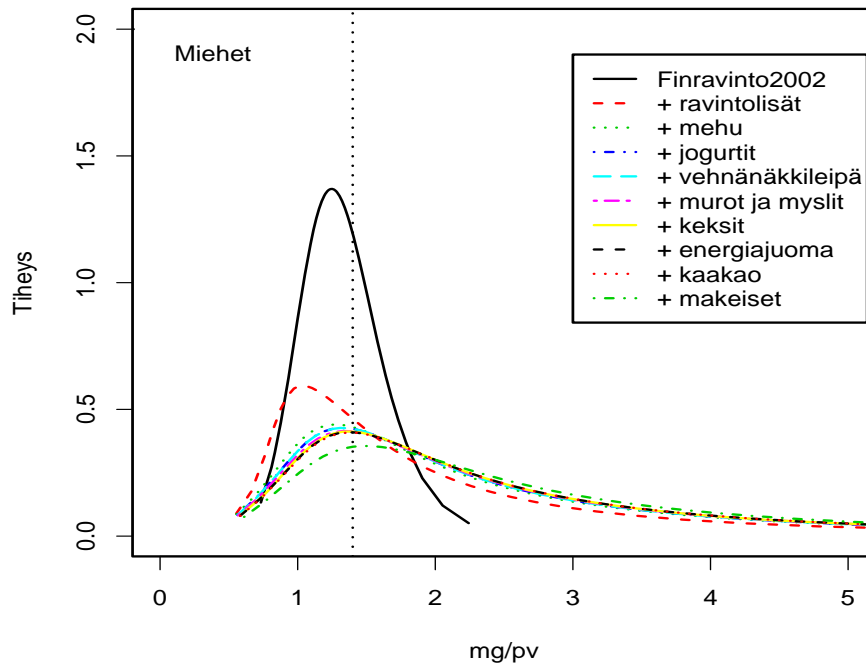 Miehet
Finravinto2002
+ ravintolisät
+ mehu
+ jogurtit
+ vehnänäkkileipä
+ murot ja myslit
+ keksit
+ energiajuoma
+ kaakao
+ makeiset
Tiheys
2.0
1.5
1.0
0.5
0.0
0 1 2 3 4 5
mg/pv